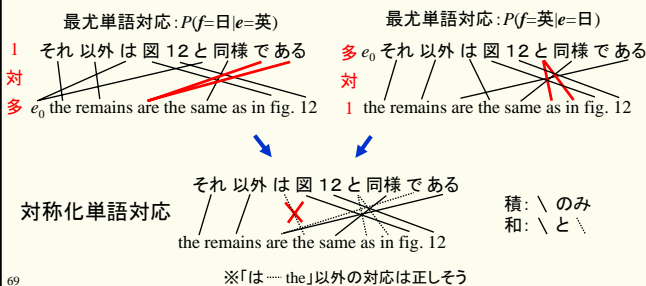 最尤単語対応:P(f=日|e=英)
1対多
それ 以外 は 図 12 と 同様 で ある
e0 the remains are the same as in fig. 12
最尤単語対応:P(f=英|e=日)
多対1
e0 それ 以外 は 図 12 と 同様 で ある
the remains are the same as in fig. 12
対称化単語対応
それ 以外 は 図 12 と 同様 で ある
the remains are the same as in fig. 12
積: \ のみ
和: \ と \
※「は ····· the」以外の対応は正しそう
69